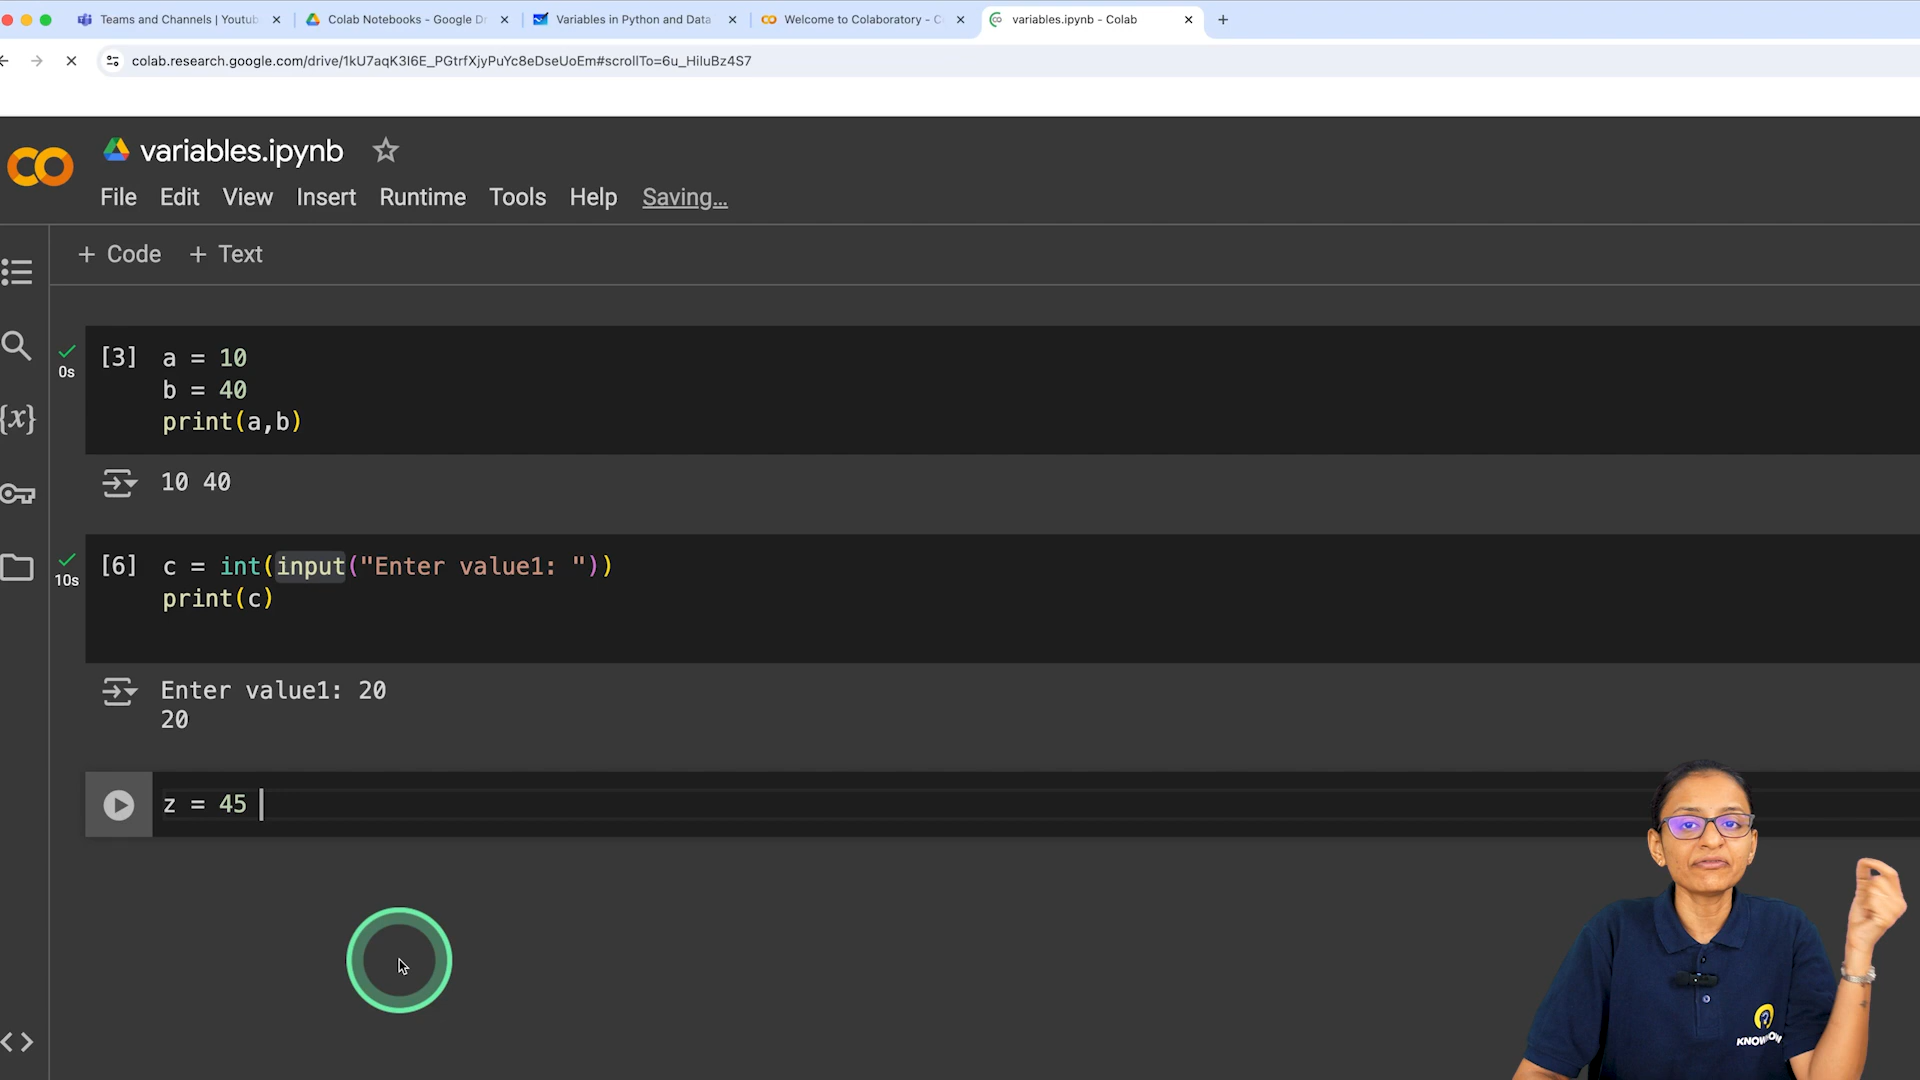 Teams and Channels | Youtub
Colab Notebooks - Google Dr
Variables in Python and Data
Welcome to Colaboratory - C
variables.ipynb - Colab
colab.research.google.com/drive/1kU7aqK3I6E_PGtrfXjyPuYc8eDseUoEm#scrollTo=6u_HiIuBz4S7
variables.ipynb
File Edit View Insert Runtime Tools Help Saving...
+ Code + Text
[3] a = 10
0s
b = 40
print(a,b)
{x}
10 40
[6] c = int(input("Enter value1: "))
10s
print(c)
Enter value1: 20
20
z = 45